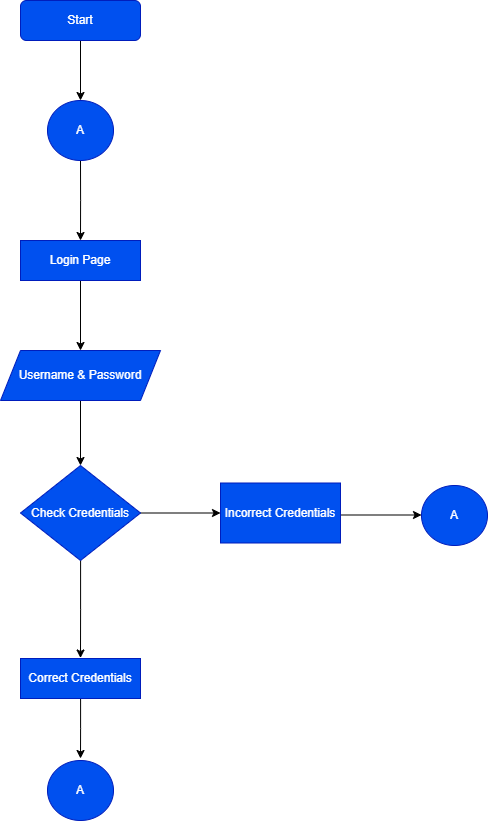 Start
A
Login Page
Username & Password
Check Credentials
Incorrect Credentials
A
Correct Credentials
A